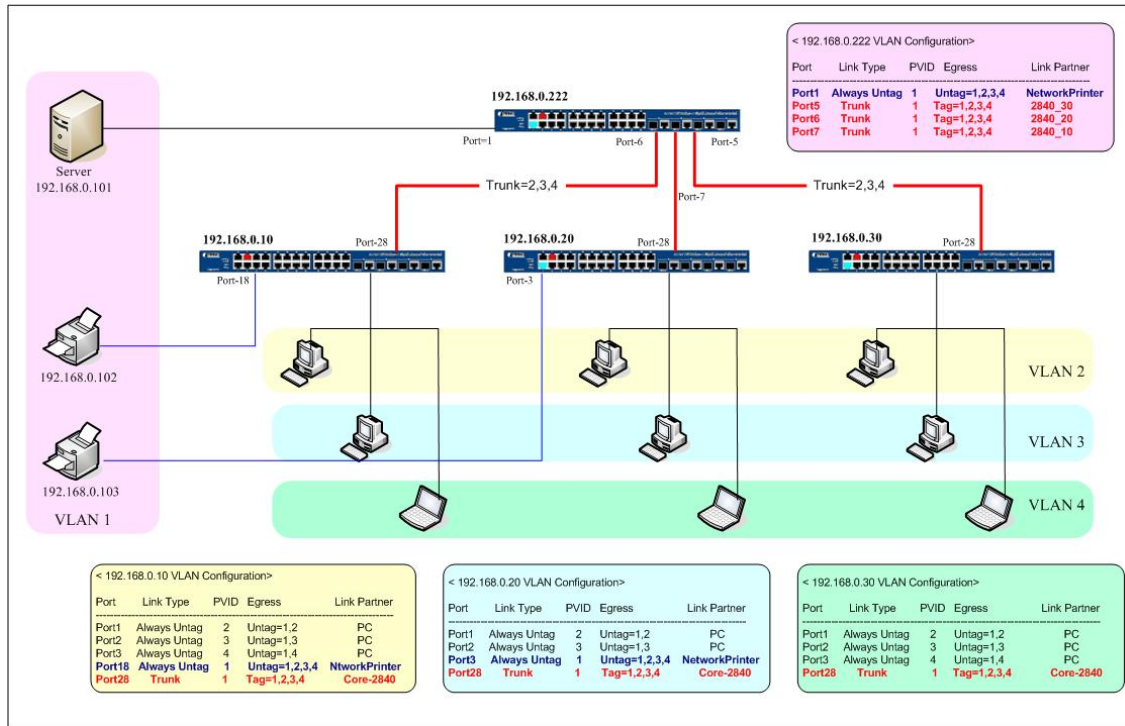 < 192.168.0.222 VLAN Configuration>
Port Link Type PVID Egress Link Partner
Port1 Always Untag 1 Untag=1,2,3,4 NetworkPrinter
Port5 Trunk 1 Tag=1,2,3,4 2840_30
Port6 Trunk 1 Tag=1,2,3,4 2840_20
Port7 Trunk 1 Tag=1,2,3,4 2840_10
192.168.0.222
Port=1
Port-6
Port-5
Server
192.168.0.101
Trunk=2,3,4
Port-7
Trunk=2,3,4
192.168.0.10
Port-28
192.168.0.20
Port-28
192.168.0.30
Port-28
Port-18
Port-3
192.168.0.102
VLAN 2
VLAN 3
192.168.0.103
VLAN 1
VLAN 4
< 192.168.0.10 VLAN Configuration>
Port Link Type PVID Egress Link Partner
Port1 Always Untag 2 Untag=1,2 PC
Port2 Always Untag 3 Untag=1,3 PC
Port3 Always Untag 4 Untag=1,4 PC
Port18 Always Untag 1 Untag=1,2,3,4 NtworkPrinter
Port28 Trunk 1 Tag=1,2,3,4 Core-2840
< 192.168.0.20 VLAN Configuration>
Port Link Type PVID Egress Link Partner
Port1 Always Untag 2 Untag=1,2 PC
Port2 Always Untag 3 Untag=1,3 PC
Port3 Always Untag 1 Untag=1,2,3,4 NetworkPrinter
Port28 Trunk 1 Tag=1,2,3,4 Core-2840
< 192.168.0.30 VLAN Configuration>
Port Link Type PVID Egress Link Partner
Port1 Always Untag 2 Untag=1,2 PC
Port2 Always Untag 3 Untag=1,3 PC
Port3 Always Untag 4 Untag=1,4 PC
Port28 Trunk 1 Tag=1,2,3,4 Core-2840